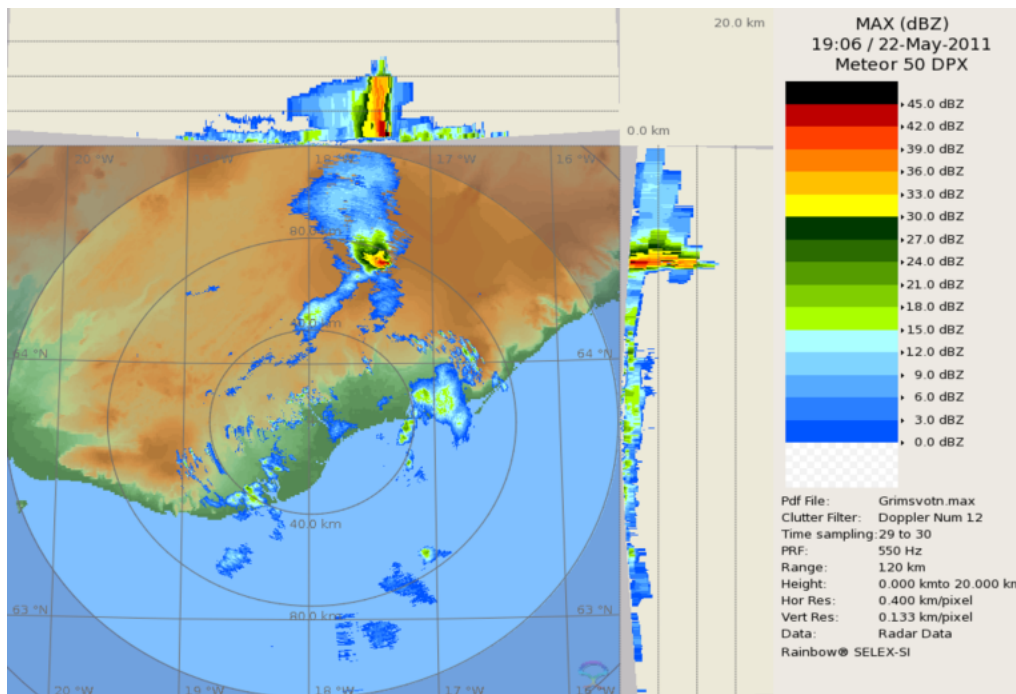 20.0 km
0.0 km
20 °W
18 °W
17 °W
16 °W
80.0 km
40.0 km
64 °N
64 °N
40.0 km
63 °N
80.0 km
63 °N
20 °W
19 °W
18 °W
17 °W
16 °W
MAX (dBZ)
19:06 / 22-May-2011
Meteor 50 DPX
45.0 dBZ
42.0 dBZ
39.0 dBZ
36.0 dBZ
33.0 dBZ
30.0 dBZ
27.0 dBZ
24.0 dBZ
21.0 dBZ
18.0 dBZ
15.0 dBZ
12.0 dBZ
9.0 dBZ
6.0 dBZ
3.0 dBZ
0.0 dBZ
Pdf File: Grimsvotn.max
Clutter Filter: Doppler Num 12
Time sampling: 29 to 30
PRF: 550 Hz
Range: 120 km
Height: 0.000 kmto 20.000 km
Hor Res: 0.400 km/pixel
Vert Res: 0.133 km/pixel
Data: Radar Data
Rainbow® SELEX-SI